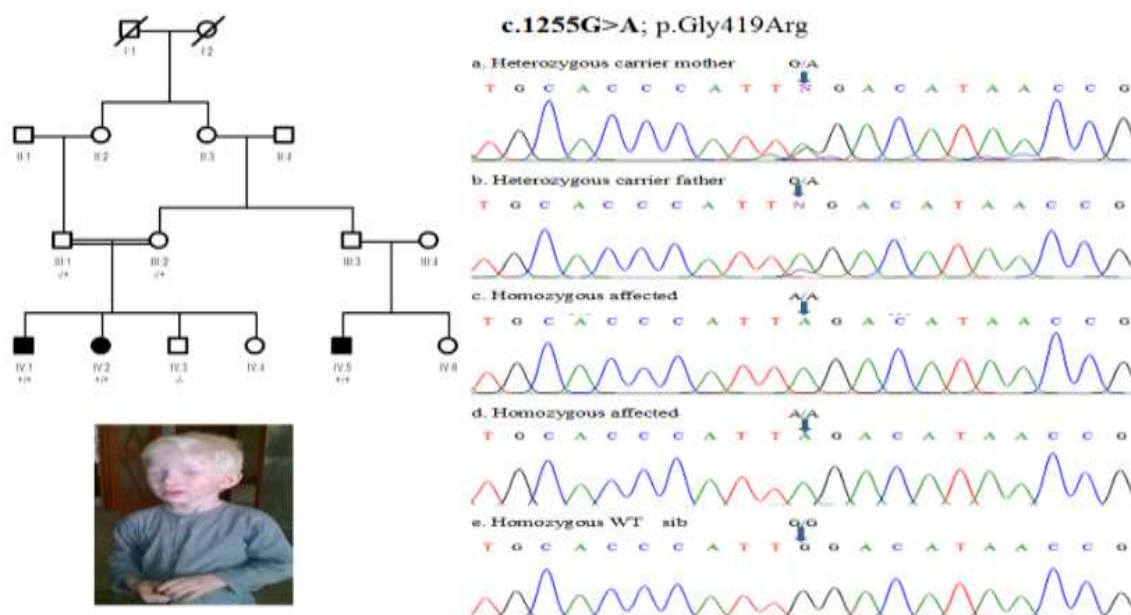 c.1255G>A; p.Gly419Arg
I:1 I:2
II:1 II:2 II:3 II:4
III:1 III:2 III:3 III:4
-/+ -/+
IV:1 IV:2 IV:3 IV:4 IV:5 IV:6
+/+ +/+ -/- +/+
a. Heterozygous carrier mother G/A
T G C A C C C A T T N G A C A T A A C C G
b. Heterozygous carrier father G/A
T G C A C C C A T T N G A C A T A A C C G
c. Homozygous affected A/A
T G C A C C C A T T A G A C A T A A C C G
d. Homozygous affected A/A
T G C A C C C A T T A G A C A T A A C C G
e. Homozygous WT sib G/G
T G C A C C C A T T G G A C A T A A C C G